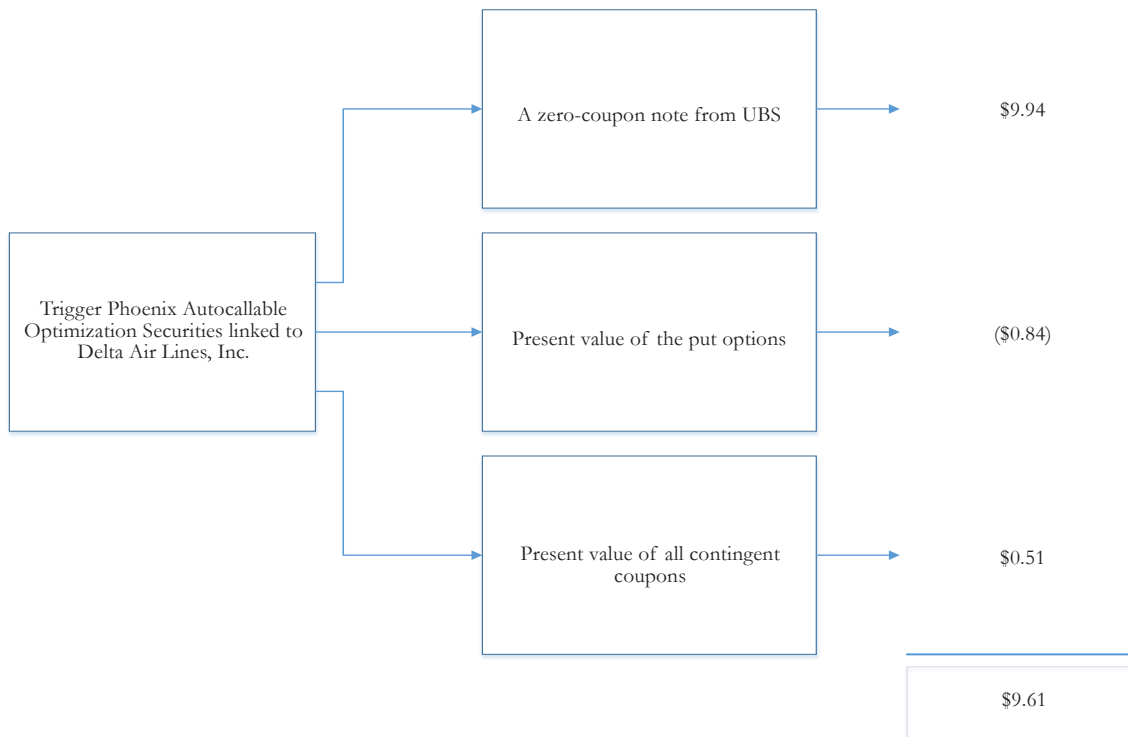 A zero-coupon note from UBS
$9.94
Trigger Phoenix Autocallable
Optimization Securities linked to
Delta Air Lines, Inc.
Present value of the put options
($0.84)
Present value of all contingent
coupons
$0.51
$9.61